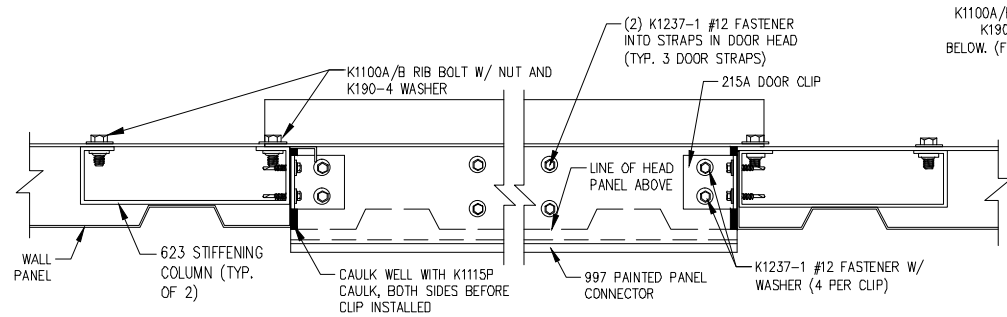 (2) K1237-1 #12 FASTENER
INTO STRAPS IN DOOR HEAD
(TYP. 3 DOOR STRAPS)
K1100A/
K190
BELOW. (F
K1100A/B RIB BOLT W/ NUT AND
K190-4 WASHER
215A DOOR CLIP
LINE OF HEAD
PANEL ABOVE
WALL
PANEL
623 STIFFENING
COLUMN (TYP.
OF 2)
CAULK WELL WITH K1115P
CAULK, BOTH SIDES BEFORE
CLIP INSTALLED
997 PAINTED PANEL
CONNECTOR
K1237-1 #12 FASTENER W/
WASHER (4 PER CLIP)